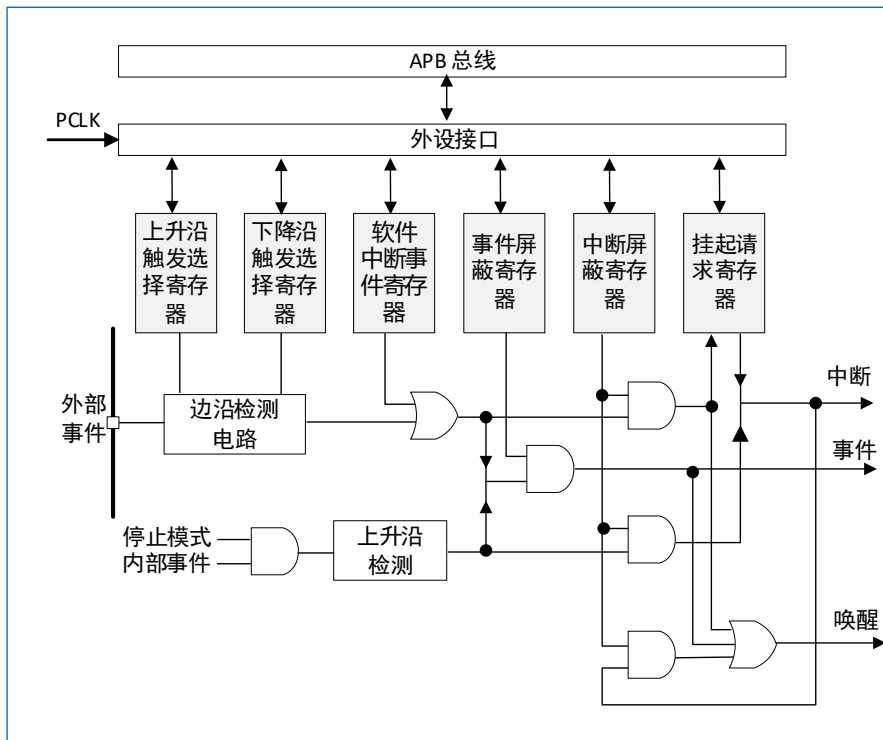 APB 总线
PCLK
外设接口
上升沿
触发选
择寄存
器
下降沿
触发选
择寄存
器
软件
中断事
件寄存
器
事件屏
蔽寄存
器
中断屏
蔽寄存
器
挂起请
求寄存
器
外部
事件
边沿检测
电路
中断
事件
停止模式
内部事件
上升沿
检测
唤醒